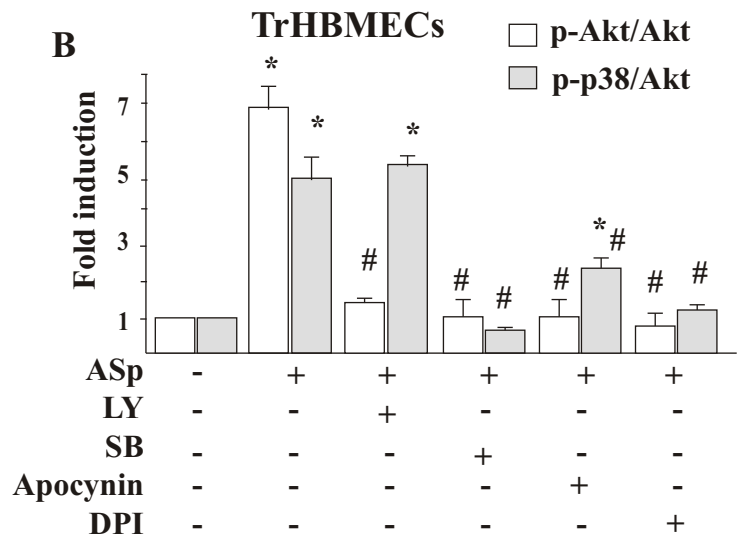 B
TrHBMECs
p-Akt/Akt
p-p38/Akt
Fold induction
7
5
3
1
* * # * # # # * # # #
ASp - + + + + +
LY - - + - - -
SB - - - + - -
Apocynin - - - - + -
DPI - - - - - +